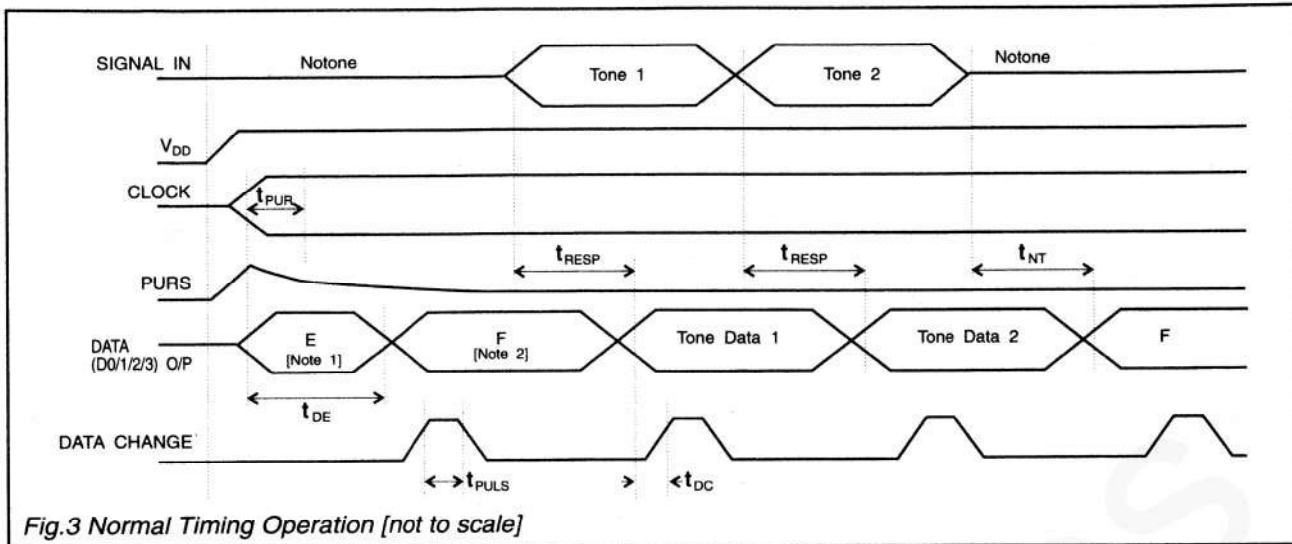 SIGNAL IN
Notone
Tone 1
Tone 2
Notone
VDD
CLOCK
tPUR
tRESP
tRESP
tNT
PURS
DATA
(D0/1/2/3) O/P
E
[Note 1]
F
[Note 2]
Tone Data 1
Tone Data 2
F
tDE
DATA CHANGE
tPULS
tDC
Fig.3 Normal Timing Operation [not to scale]